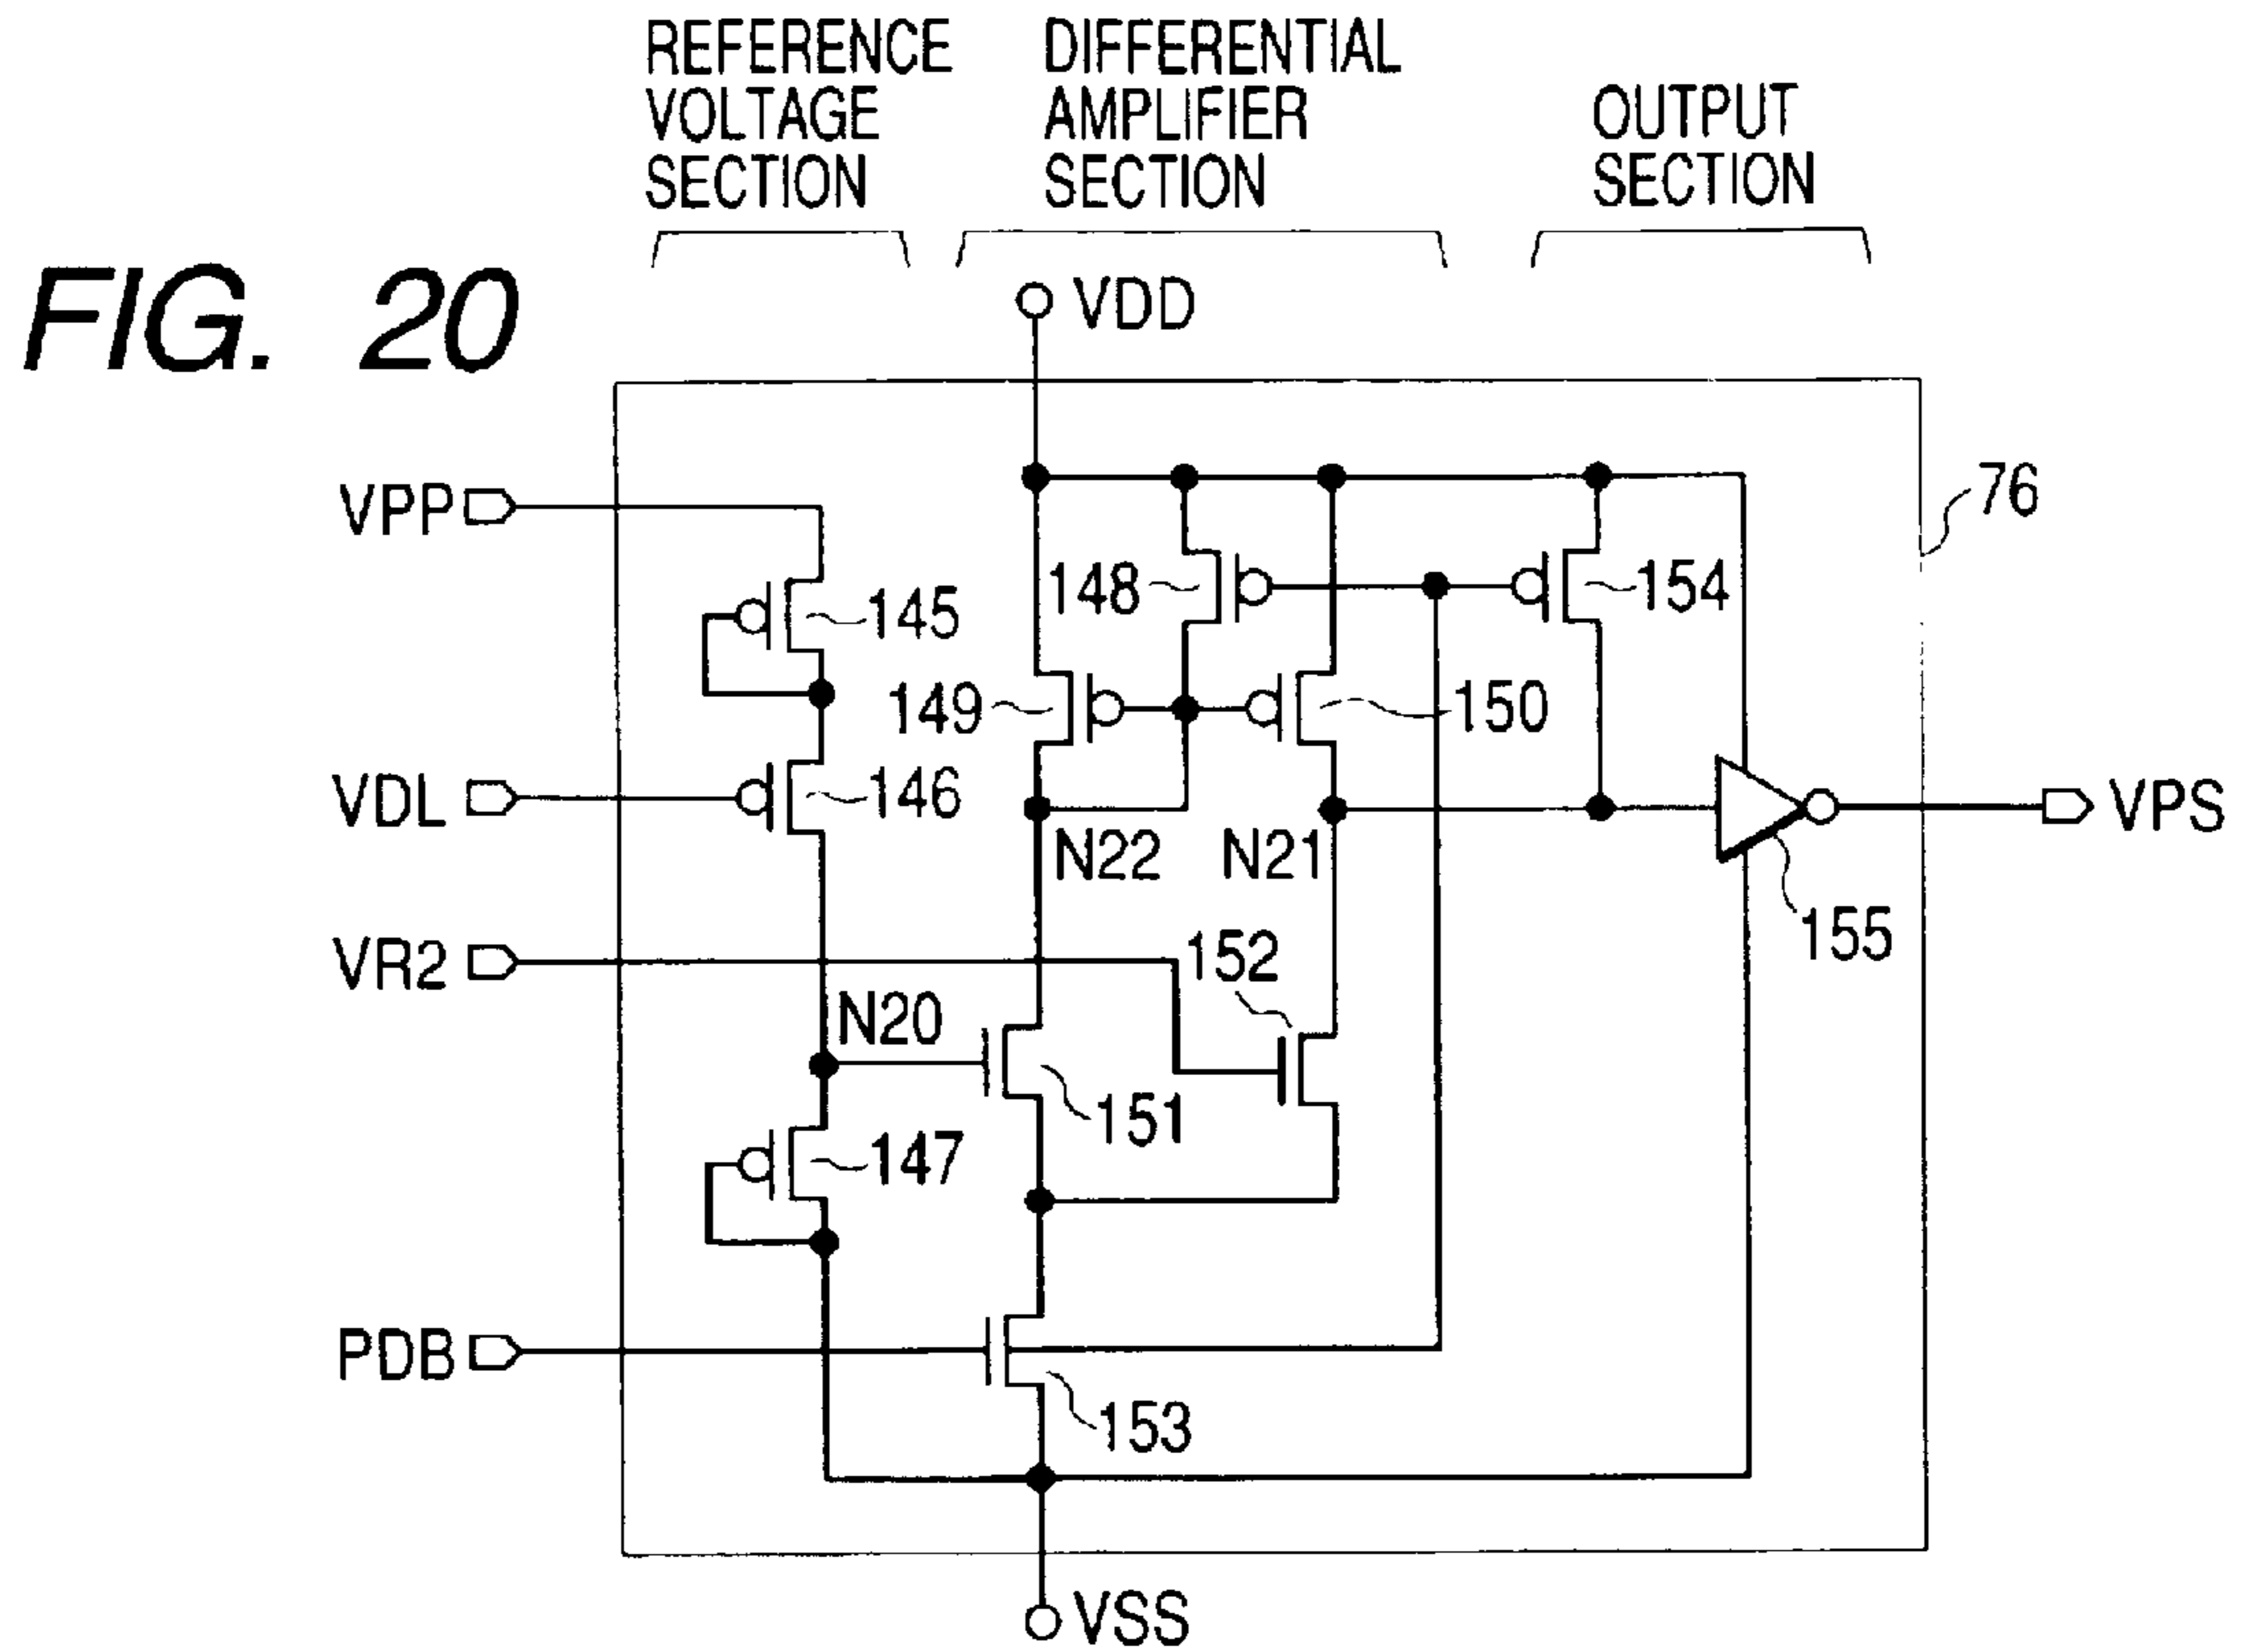 REFERENCE
VOLTAGE
SECTION
DIFFERENTIAL
AMPLIFIER
SECTION
OUTPUT
SECTION
FIG. 20
VDD
VPP
76
148
154
145
149
150
VDL
146
VPS
N22
N21
155
VR2
152
N20
151
147
PDB
153
VSS